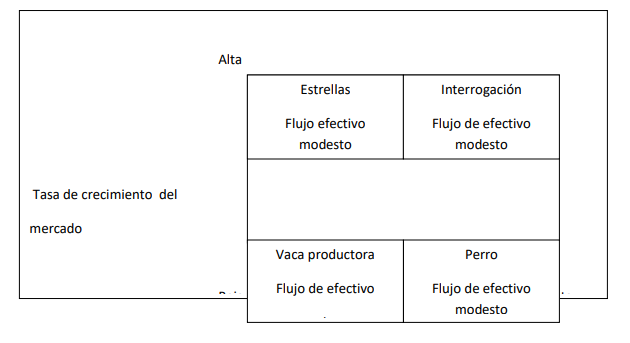 Alta
Estrellas
Flujo efectivo
modesto
Interrogación
Flujo de efectivo
modesto
Tasa de crecimiento del
mercado
Vaca productora
Flujo de efectivo
Perro
Flujo de efectivo
modesto